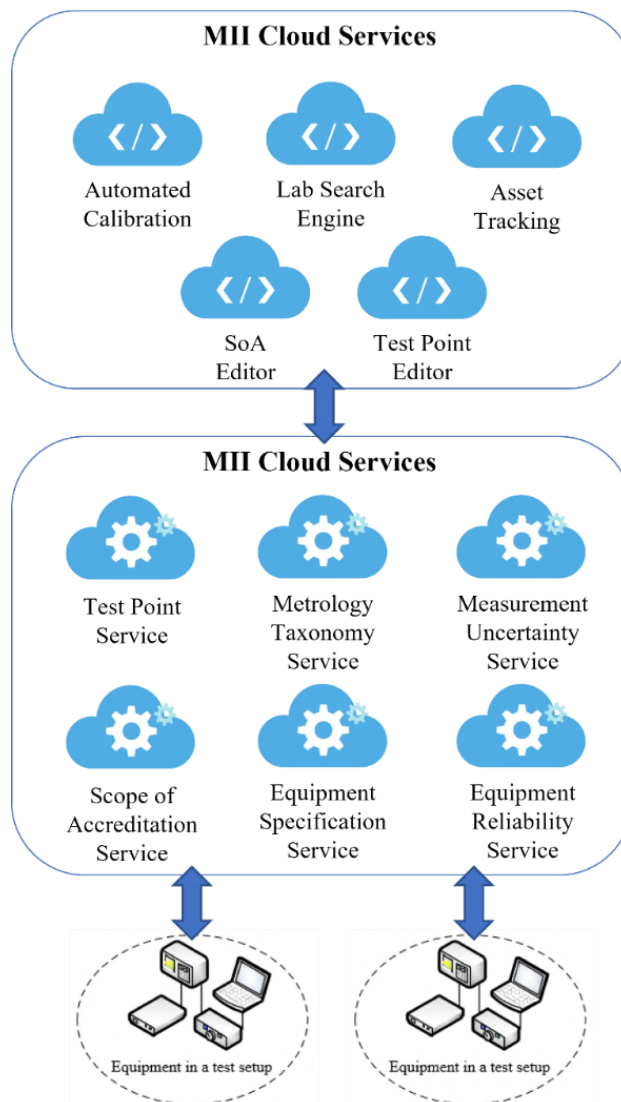 MII Cloud Services
Automated
Calibration
Lab Search
Engine
Asset
Tracking
SoA
Editor
Test Point
Editor
MII Cloud Services
Test Point
Service
Metrology
Taxonomy
Service
Measurement
Uncertainty
Service
Scope of
Accreditation
Service
Equipment
Specification
Service
Equipment
Reliability
Service
Equipment in a test setup
Equipment in a test setup